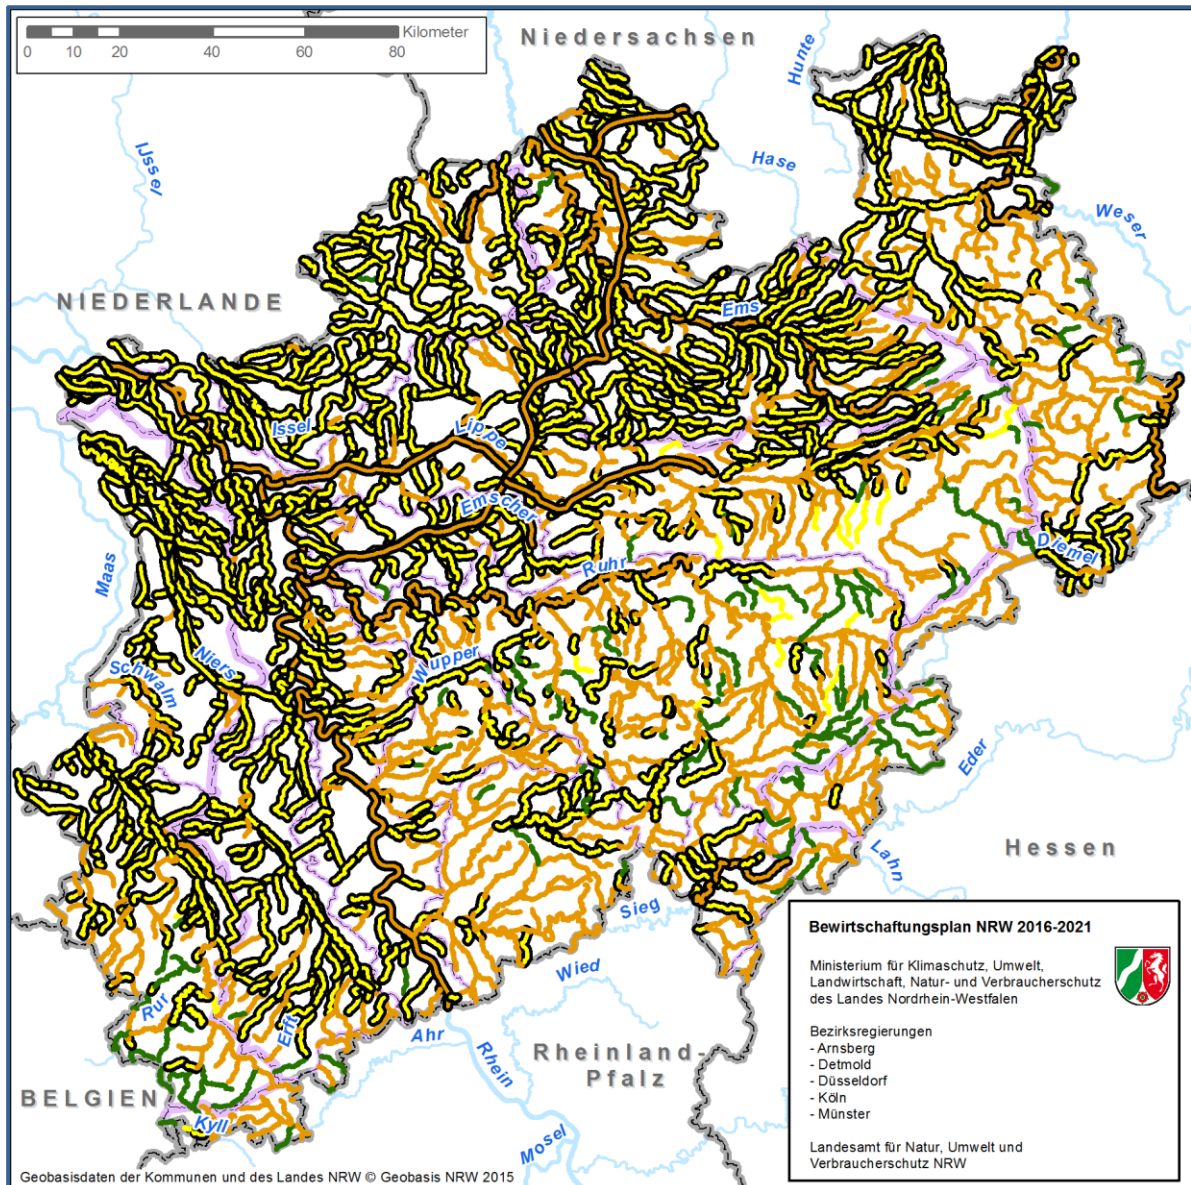 Kilometer
0 10 20 40 60 80
Niedersachsen
Hunte
IJssel
Hase
Weser
NIEDERLANDE
Ems
Issel
Lippe
Emscher
Maas
Ruhr
Diemel
Schwalm
Niers
Wupper
Eder
Hessen
Lahn
Sieg
Wied
Rur
Erft
Ahr
Rhein
Rheinland-
Pfalz
BELGIEN
Kyll
Mosel
Bewirtschaftungsplan NRW 2016-2021
Ministerium für Klimaschutz, Umwelt,
Landwirtschaft, Natur- und Verbraucherschutz
des Landes Nordrhein-Westfalen
Bezirksregierungen
- Arnsberg
- Detmold
- Düsseldorf
- Köln
- Münster
Landesamt für Natur, Umwelt und
Verbraucherschutz NRW
Geobasisdaten der Kommunen und des Landes NRW © Geobasis NRW 2015